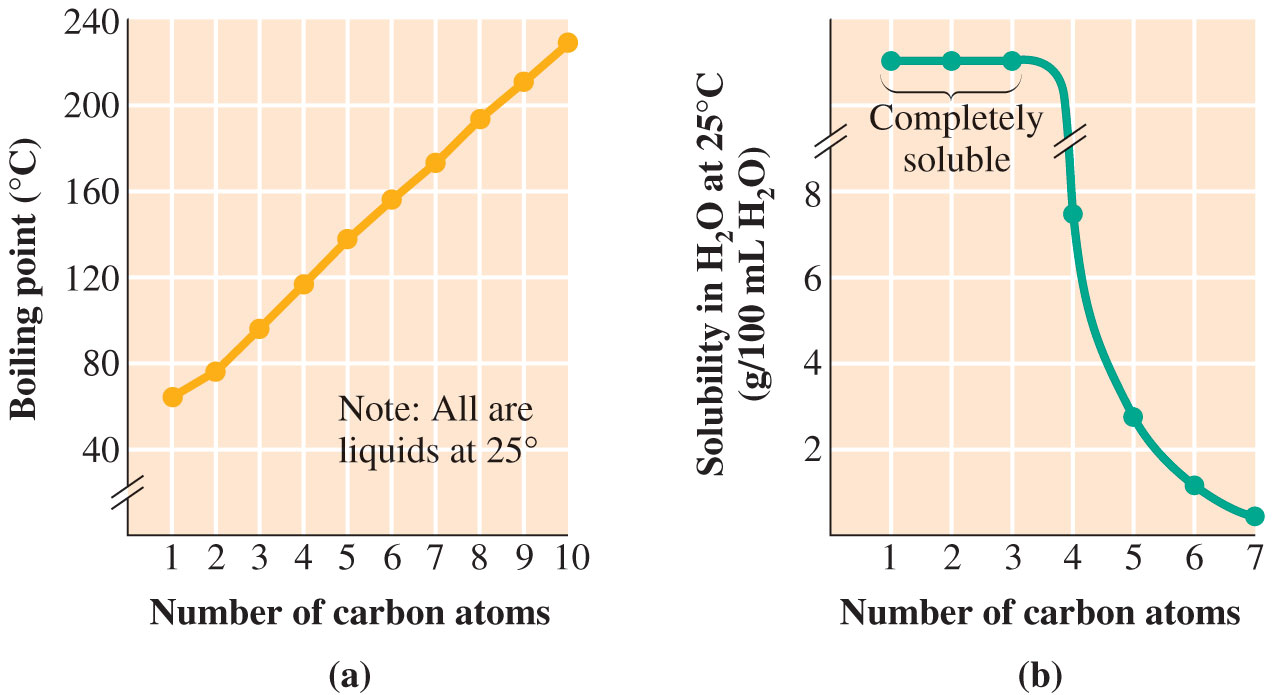 Boiling point (°C)
240
200
160
120
80
40
Note: All are
liquids at 25°
1 2 3 4 5 6 7 8 9 10
Number of carbon atoms
(a)
Solubility in H₂O at 25°C
(g/100 mL H₂O)
Completely
soluble
8
6
4
2
1 2 3 4 5 6 7
Number of carbon atoms
(b)